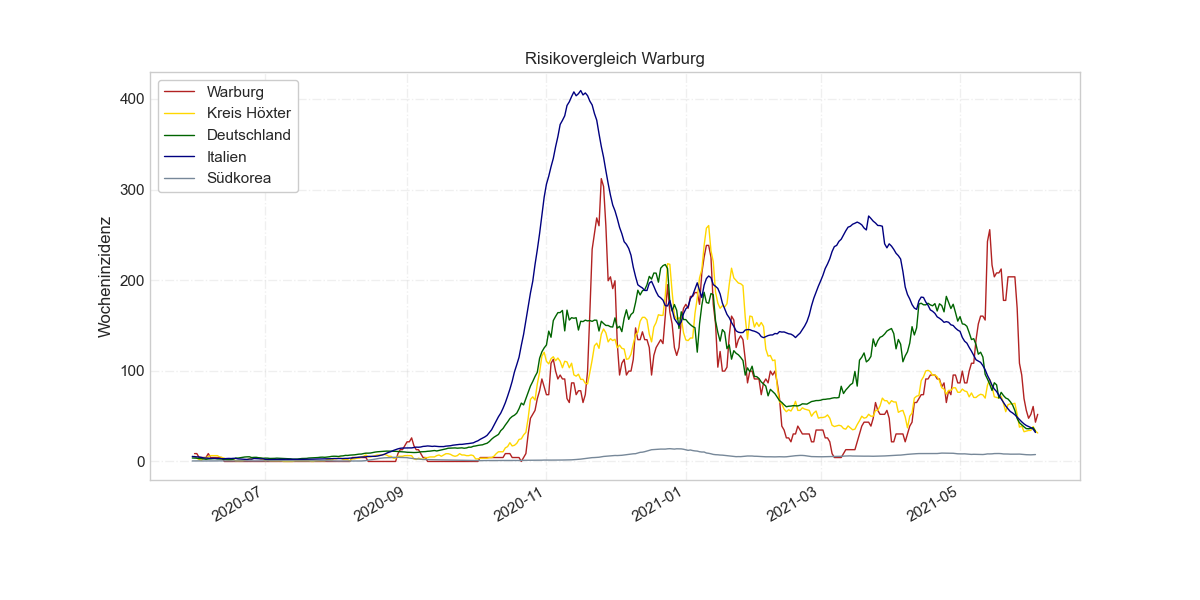 Risikovergleich Warburg
Warburg
Kreis Höxter
Deutschland
Italien
Südkorea
Wocheninzidenz
400
300
200
100
0
2020-07
2020-09
2020-11
2021-01
2021-03
2021-05